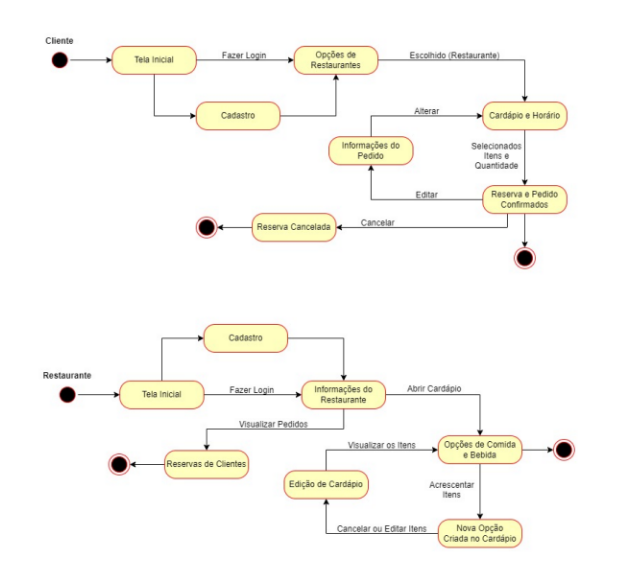 Cliente
Tela Inicial
Fazer Login
Opções de
Restaurantes
Escolhido (Restaurante)
Cadastro
Alterar
Cardápio e Horário
Informações do
Pedido
Selecionados
Itens e
Quantidade
Editar
Reserva e Pedido
Confirmados
Cancelar
Reserva Cancelada
Cadastro
Restaurante
Tela Inicial
Fazer Login
Informações do
Restaurante
Abrir Cardápio
Visualizar Pedidos
Reservas de Clientes
Visualizar os Itens
Opções de Comida
e Bebida
Edição de Cardápio
Acrescentar
Itens
Cancelar ou Editar Itens
Nova Opção
Criada no Cardápio